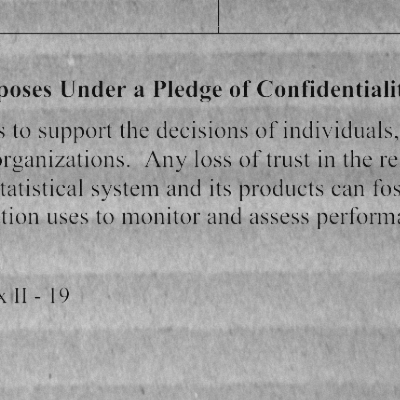 poses Under a Pledge of Confidentialit
s to support the decisions of individuals,
organizations. Any loss of trust in the re
tatistical system and its products can fos
tion uses to monitor and assess performa
x II - 19